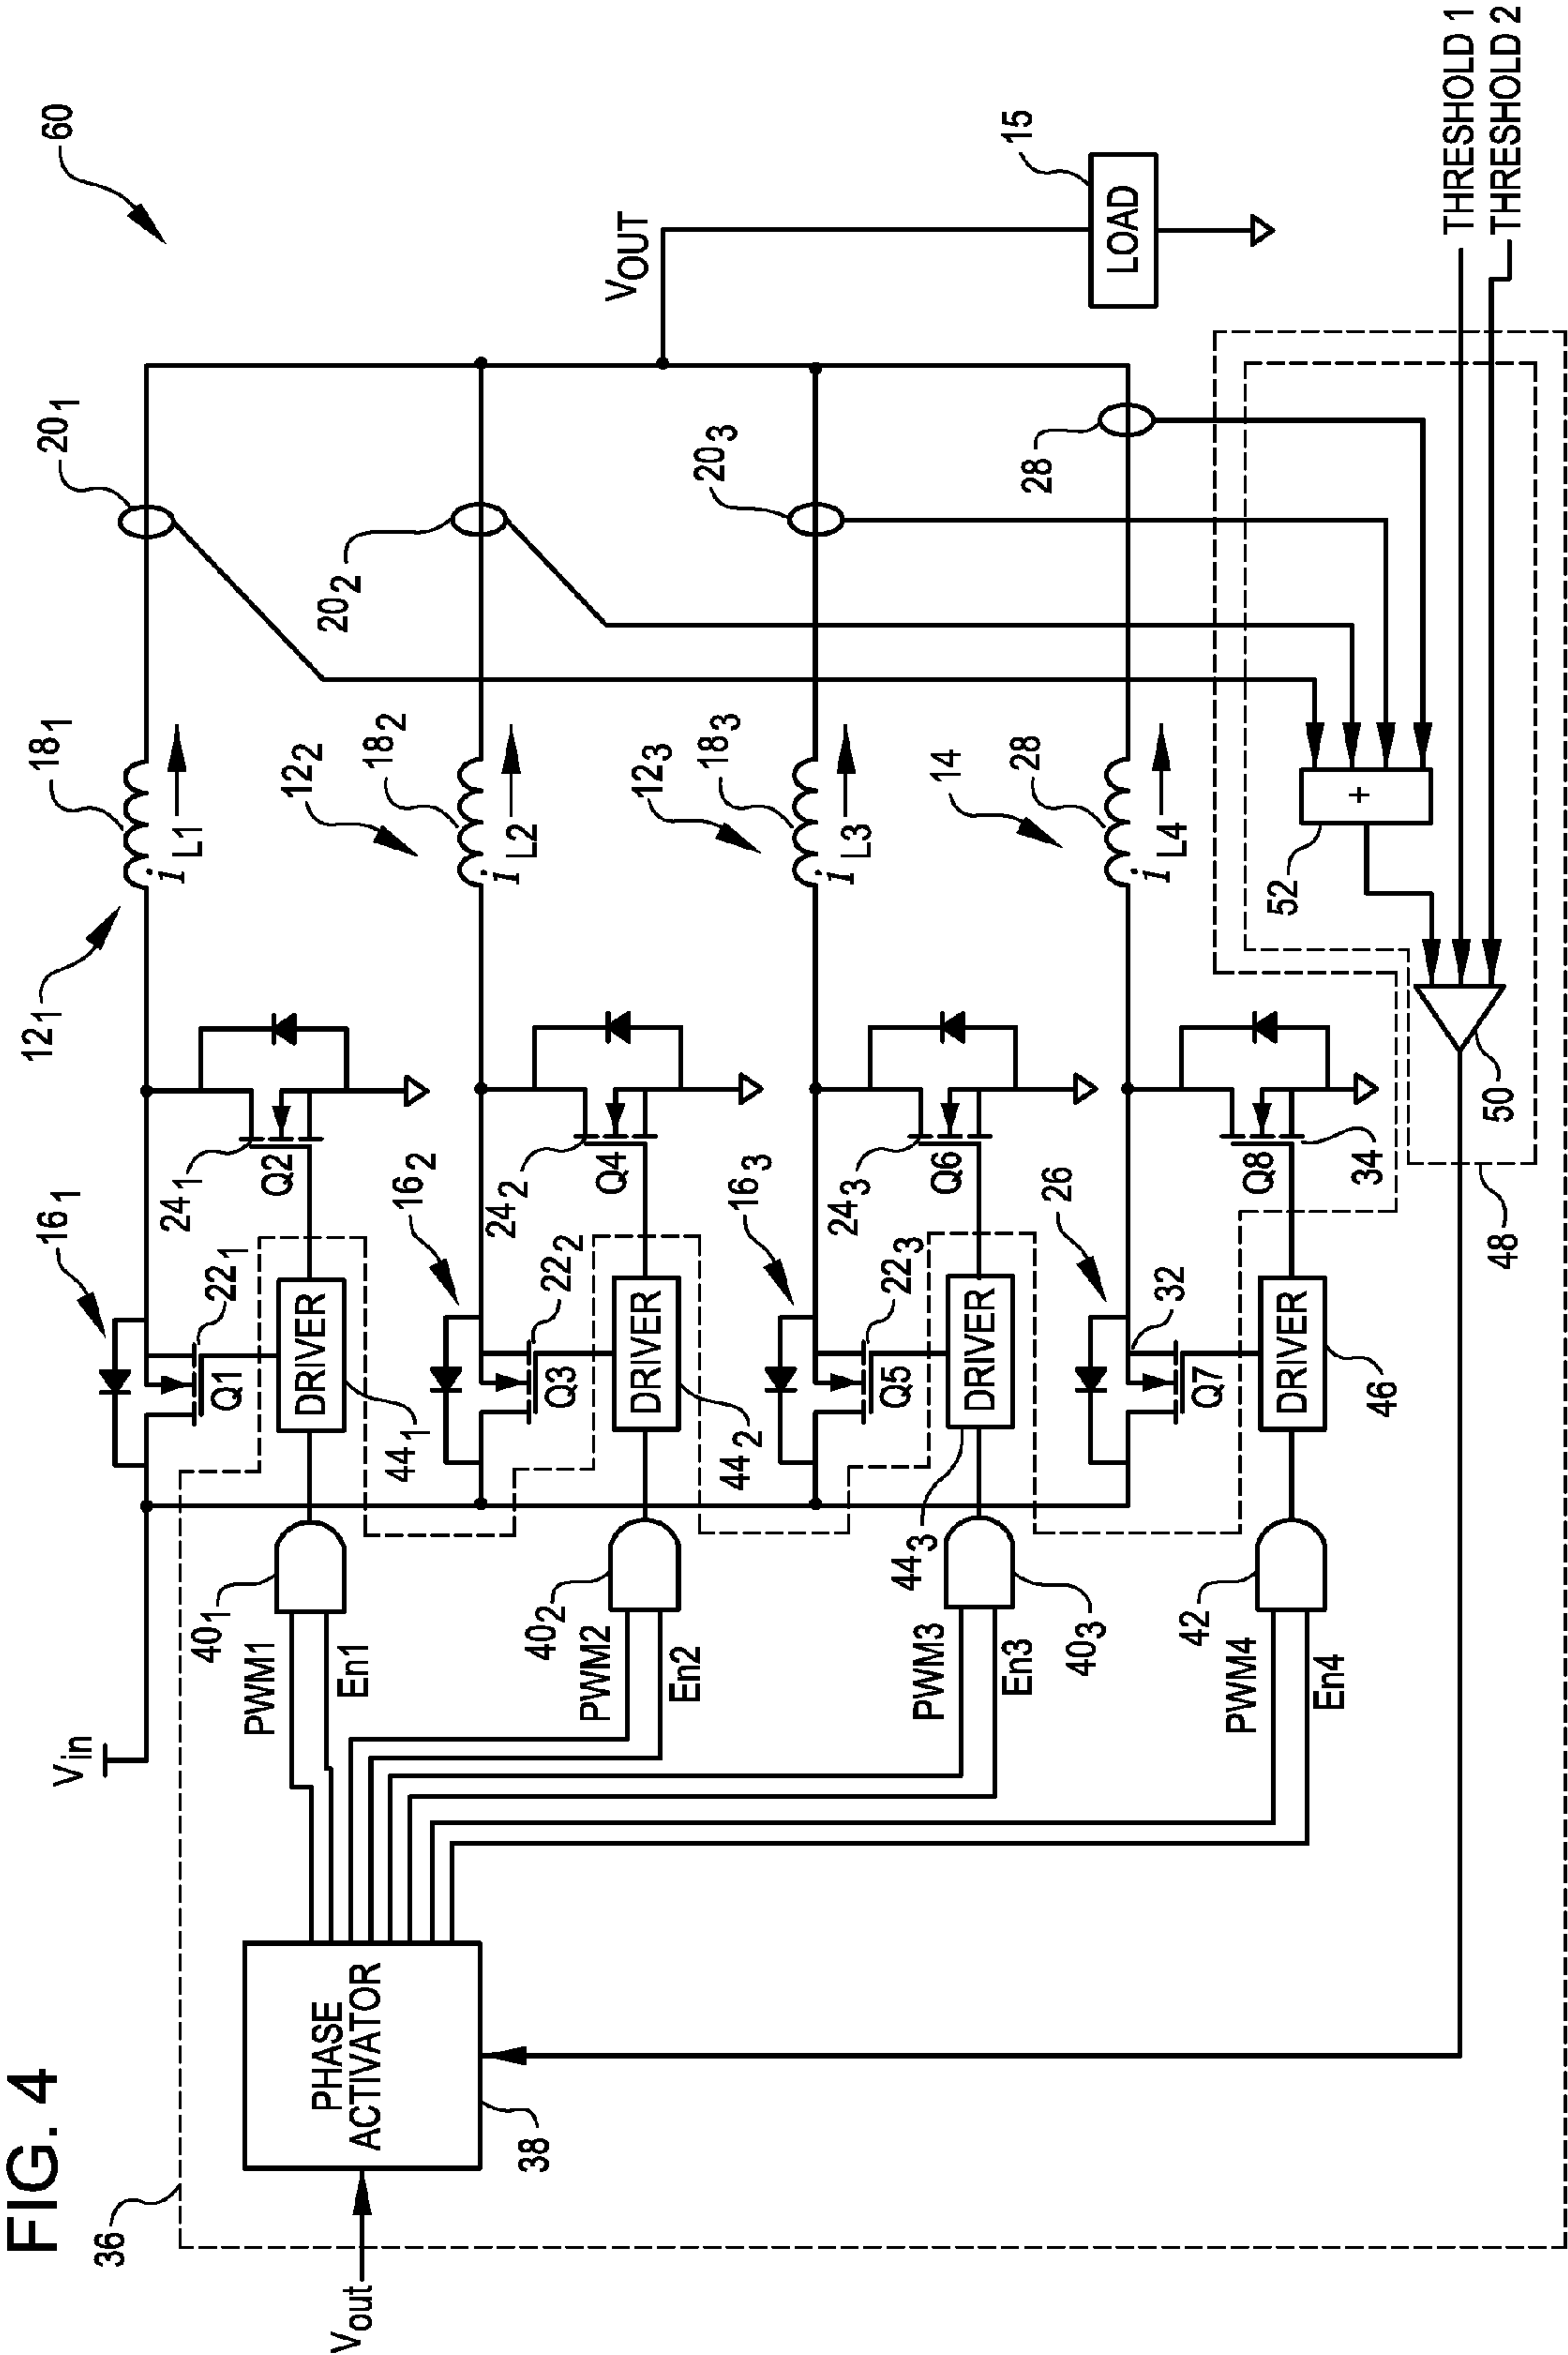 FIG. 4
60
36
Vout
PHASE
ACTIVATOR
38
Vin
PWM1
En1
40₁
DRIVER
44₁
16₁
Q1
22₁
24₁
Q2
12₁
18₁
i L1
20₁
PWM2
En2
40₂
DRIVER
44₂
16₂
Q3
22₂
24₂
Q4
12₂
18₂
i L2
20₂
VOUT
PWM3
En3
40₃
DRIVER
44₃
16₃
Q5
22₃
24₃
Q6
12₃
18₃
i L3
20₃
LOAD
15
PWM4
En4
42
DRIVER
46
26
32
Q7
Q8
34
14
28
i L4
28
52
+
50
48
THRESHOLD 1
THRESHOLD 2